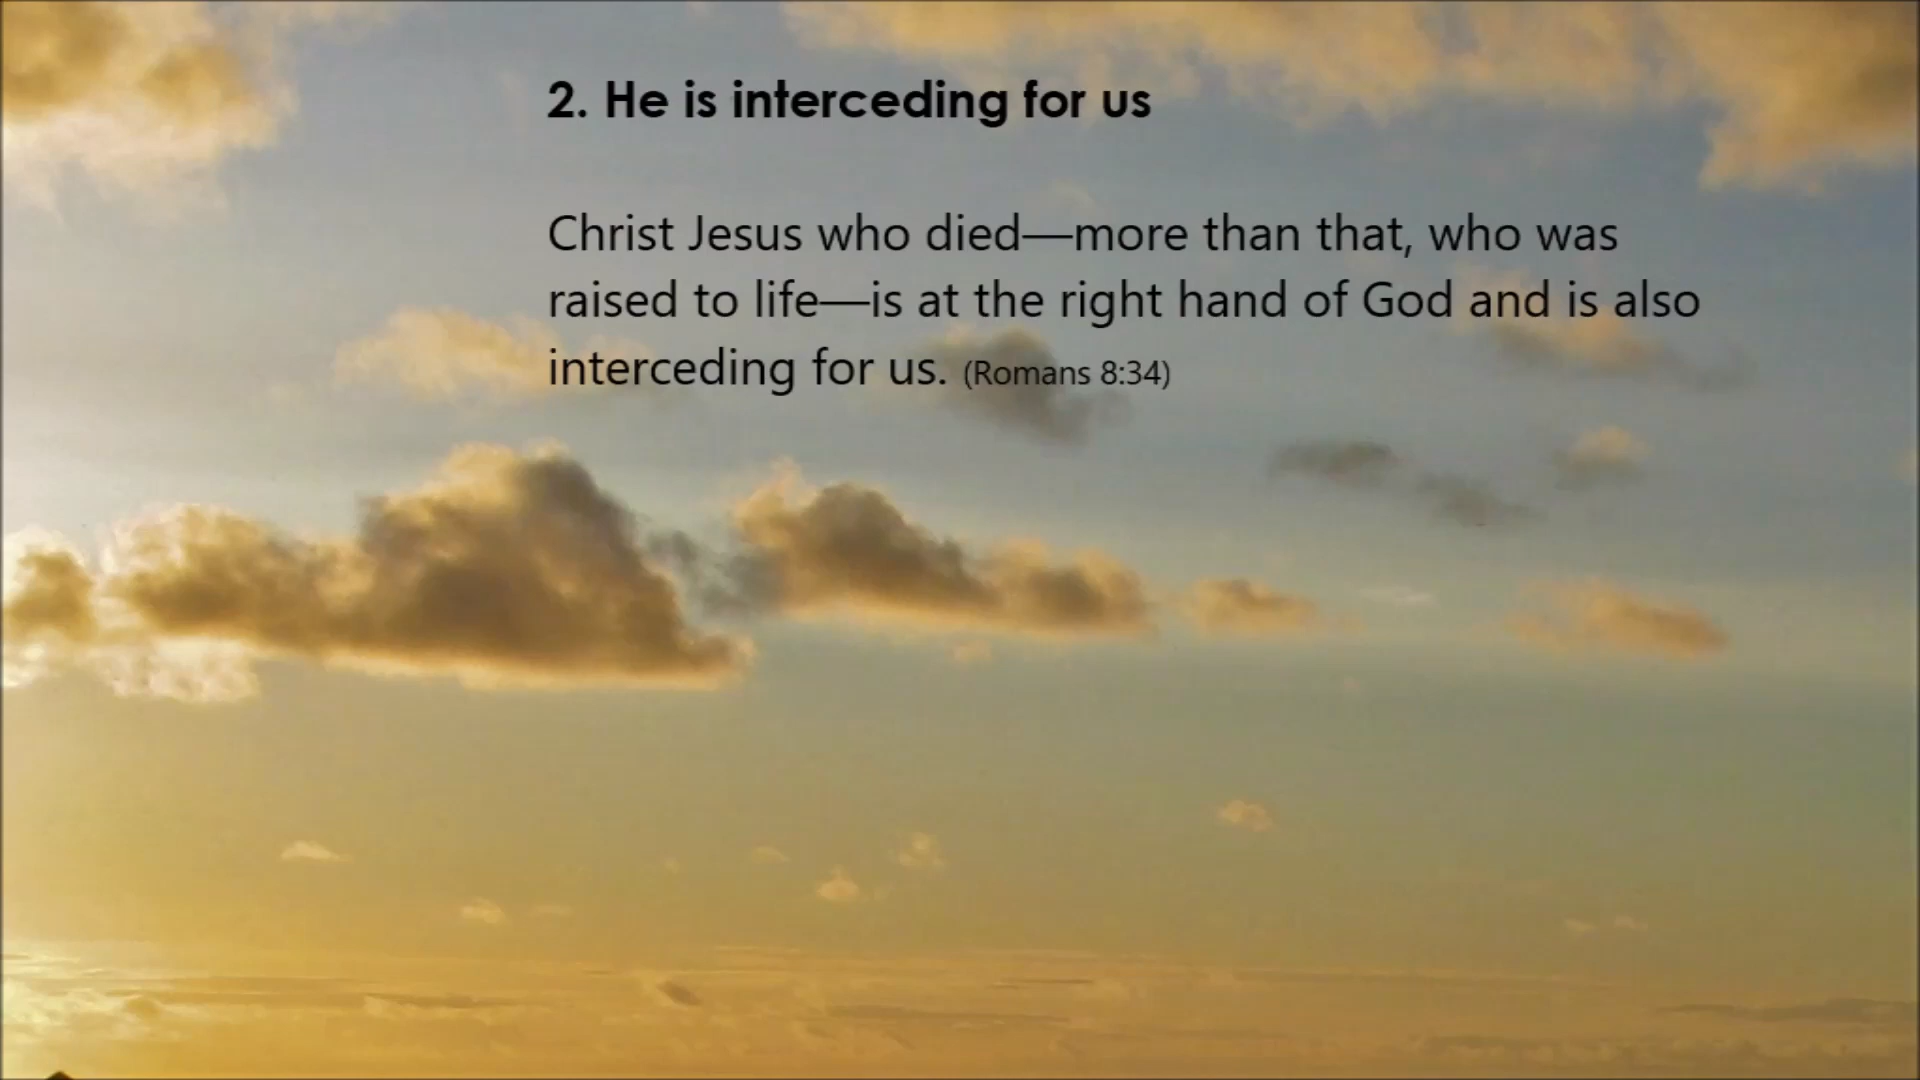 2. He is interceding for us
Christ Jesus who died—more than that, who was
raised to life—is at the right hand of God and is also
interceding for us. (Romans 8:34)